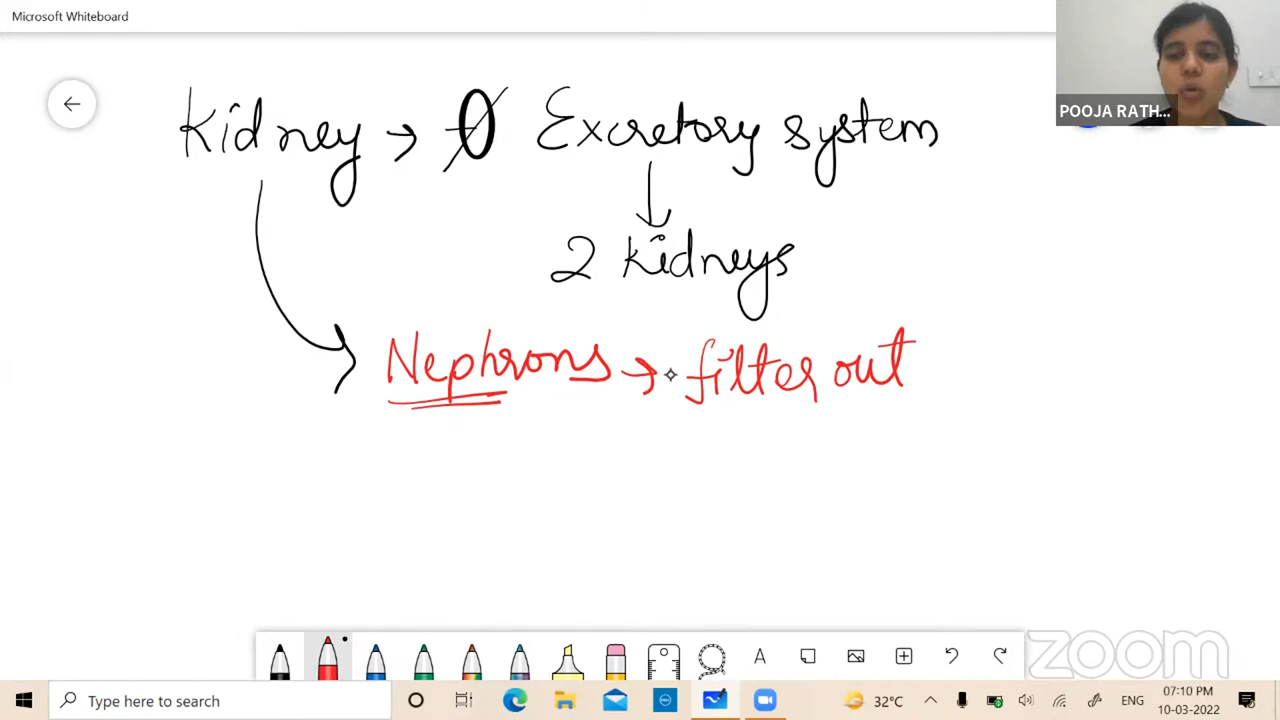 Microsoft Whiteboard
POOJA RATH...
Kidney → Excretory system
2 Kidneys
Nephrons → filter out
zoom
A
Type here to search
32°C
ENG
07:10 PM
10-03-2022